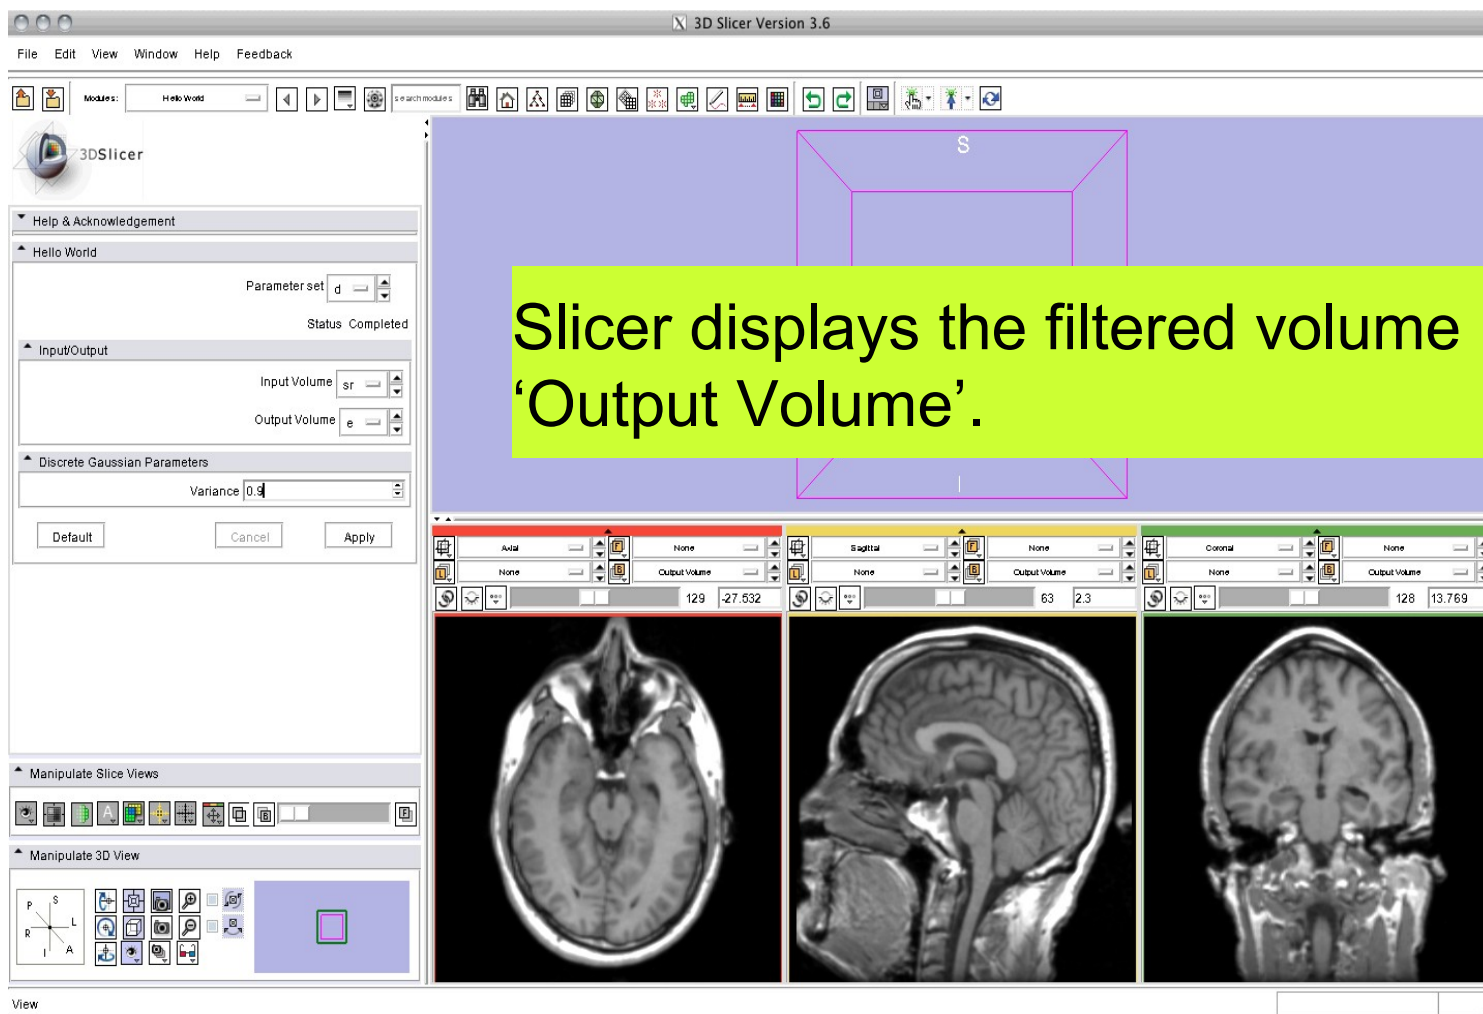 3D Slicer Version 3.6
File Edit View Window Help Feedback
Modules: Hello World search modules
3DSlicer
Help & Acknowledgement
Hello World
Parameter set d
Status Completed
Input/Output
Input Volume sr
Output Volume e
Discrete Gaussian Parameters
Variance 0.9
Default Cancel Apply
S
Slicer displays the filtered volume
‘Output Volume’.
I
Axial F None
L None B Output Volume
129 -27.532
Sagittal F None
L None B Output Volume
63 2.3
Coronal F None
L None B Output Volume
128 13.769
Manipulate Slice Views
A B F
Manipulate 3D View
P S
R L
I A
View